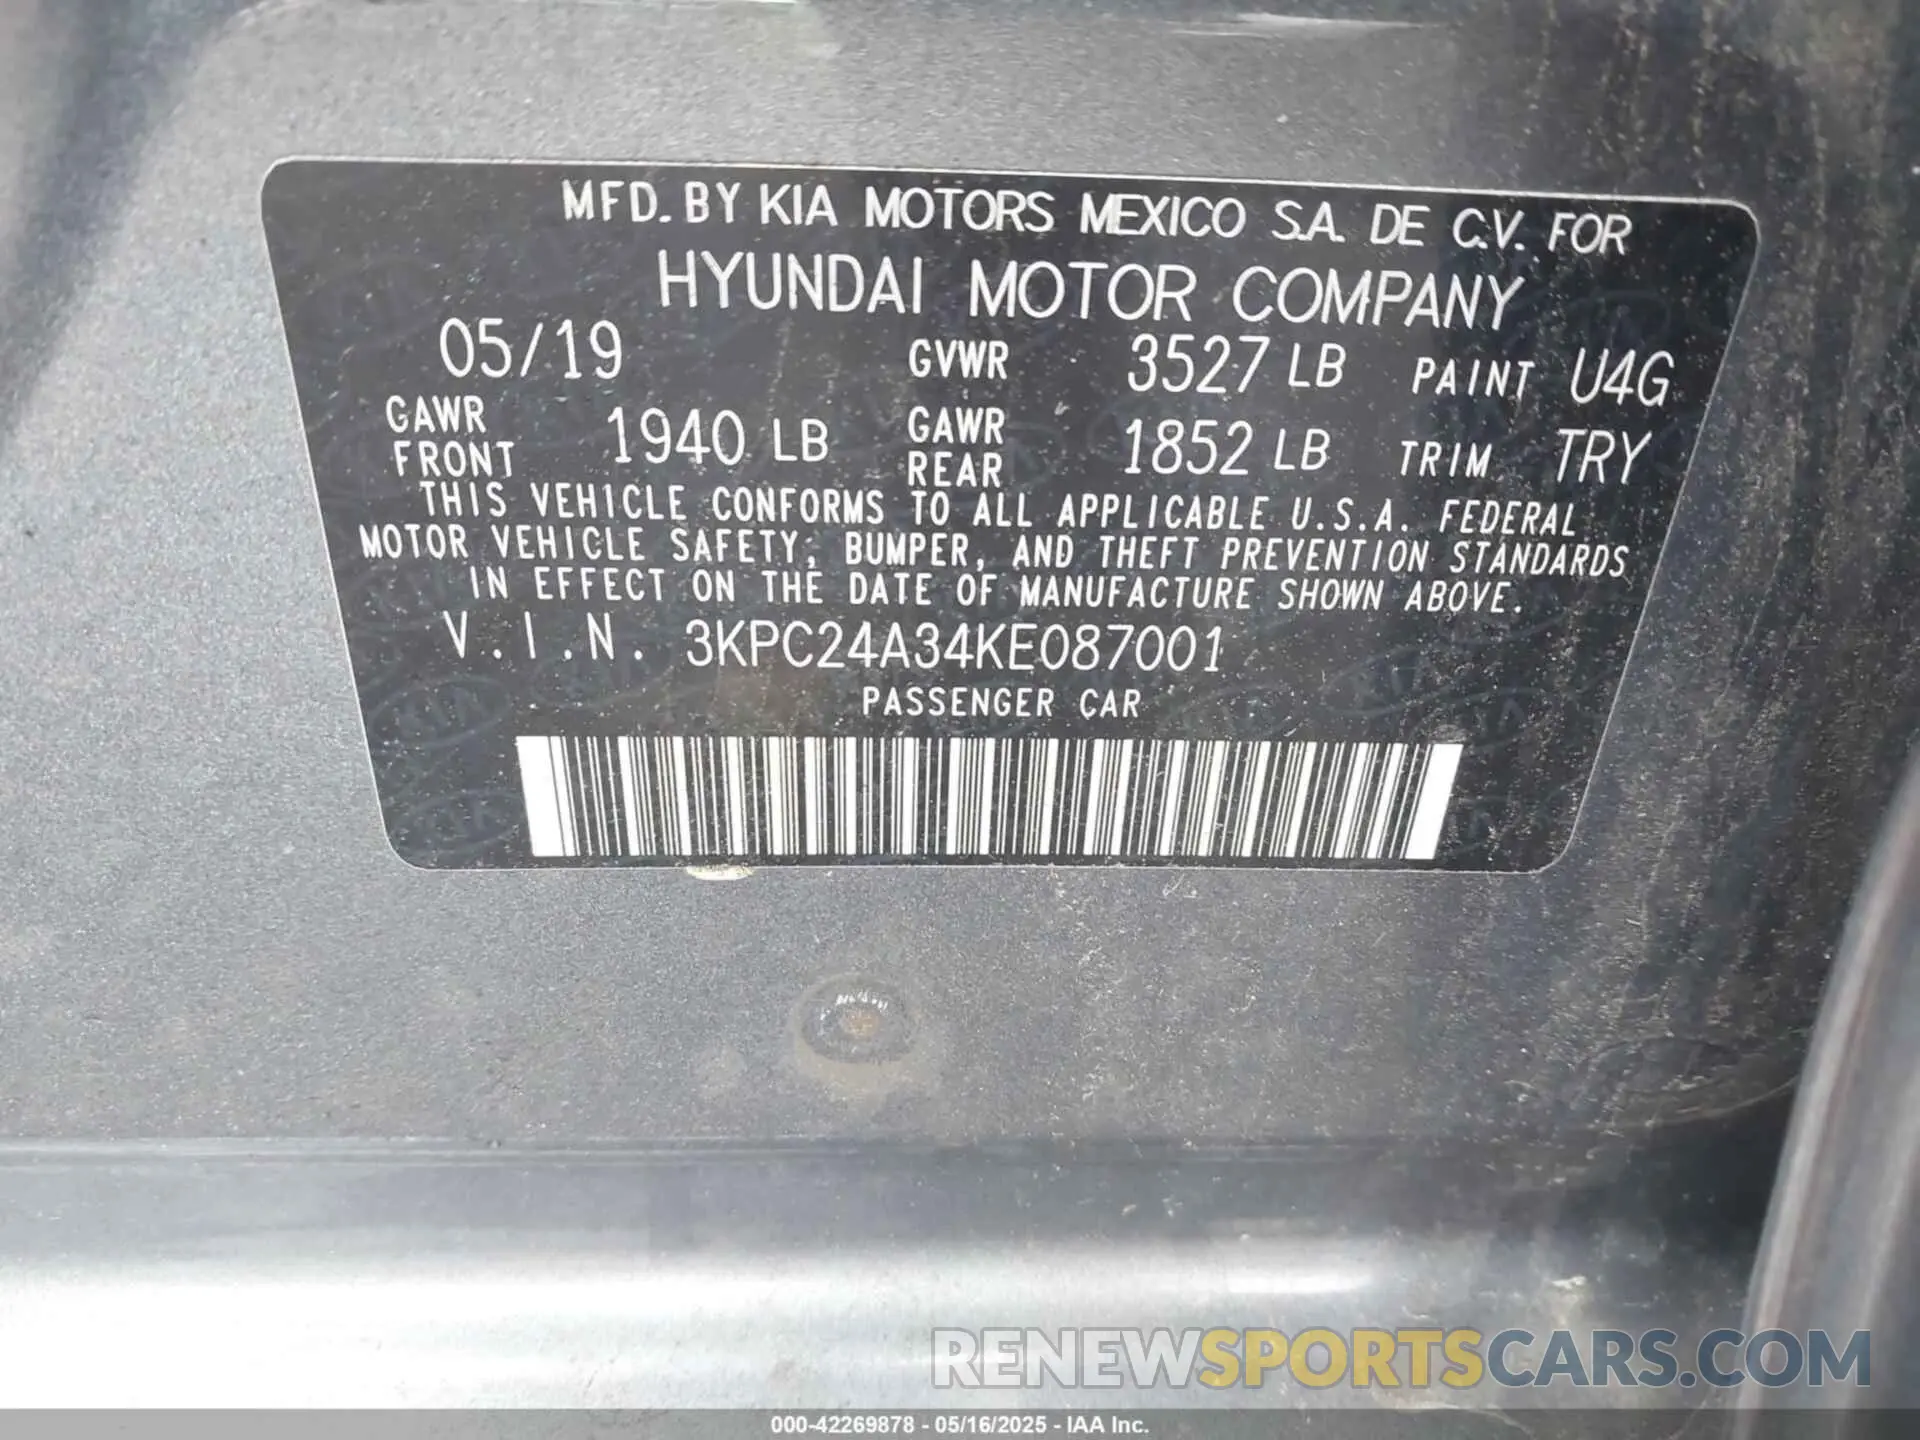 MFD. BY KIA MOTORS MEXICO S.A. DE C.V. FOR
HYUNDAI MOTOR COMPANY
05/19 GVWR 3527 LB PAINT U4G
GAWR FRONT 1940 LB GAWR REAR 1852 LB TRIM TRY
THIS VEHICLE CONFORMS TO ALL APPLICABLE U.S.A. FEDERAL
MOTOR VEHICLE SAFETY, BUMPER, AND THEFT PREVENTION STANDARDS
IN EFFECT ON THE DATE OF MANUFACTURE SHOWN ABOVE.
V.I.N. 3KPC24A34KE087001
PASSENGER CAR
RENEWSPORTSCARS.COM
000-42269878 - 05/16/2025 - IAA Inc.